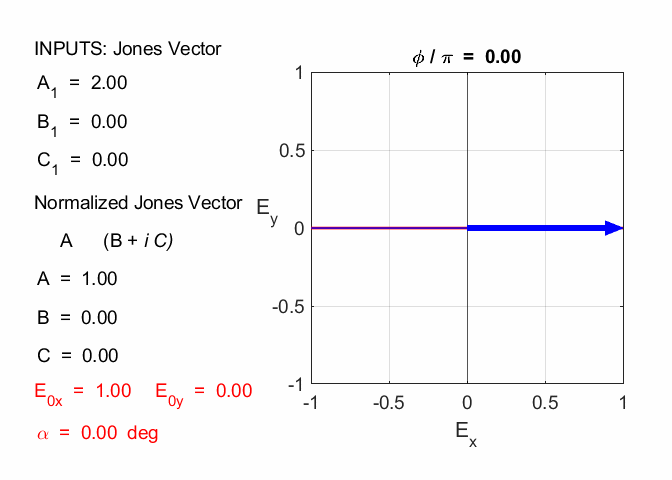 INPUTS: Jones Vector
A1 = 2.00
B1 = 0.00
C1 = 0.00
Normalized Jones Vector
A (B + i C)
A = 1.00
B = 0.00
C = 0.00
E0x = 1.00 E0y = 0.00
α = 0.00 deg
ϕ / π = 0.00
1
0.5
0
-0.5
-1
Ey
-1 -0.5 0 0.5 1
Ex